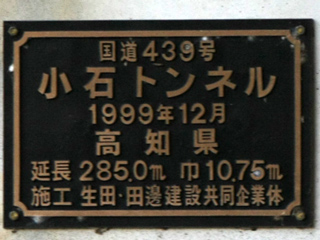 国道439号
小石トンネル
1999年12月
高知県
延長 285.0m 巾10.75m
施工 生田・田邊建設共同企業体